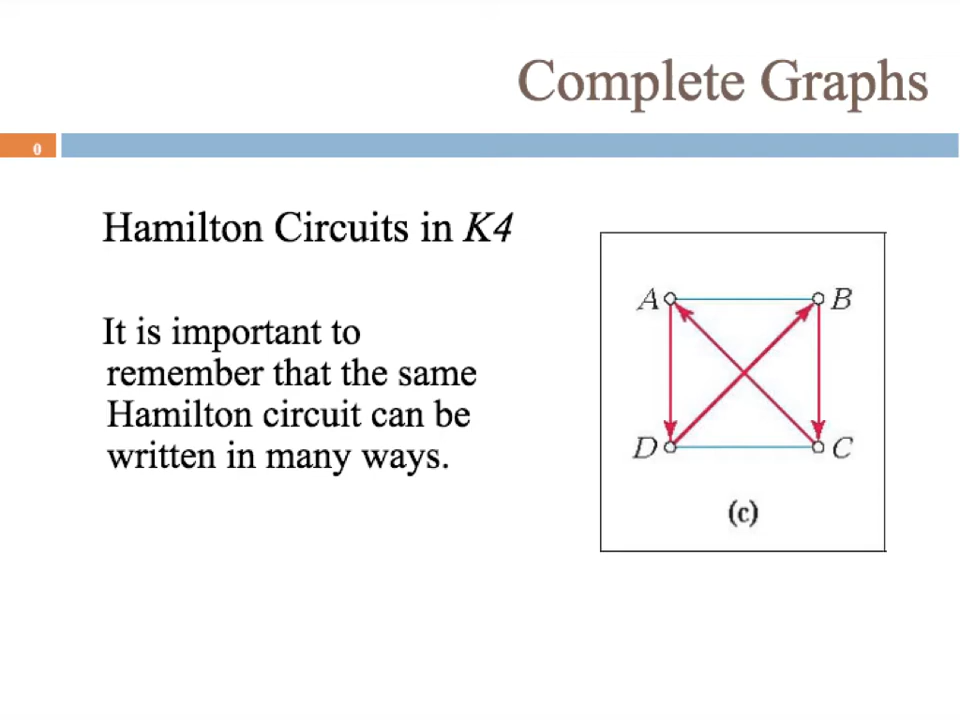 Complete Graphs
0
Hamilton Circuits in K4
It is important to
remember that the same
Hamilton circuit can be
written in many ways.
A B
D C
(c)